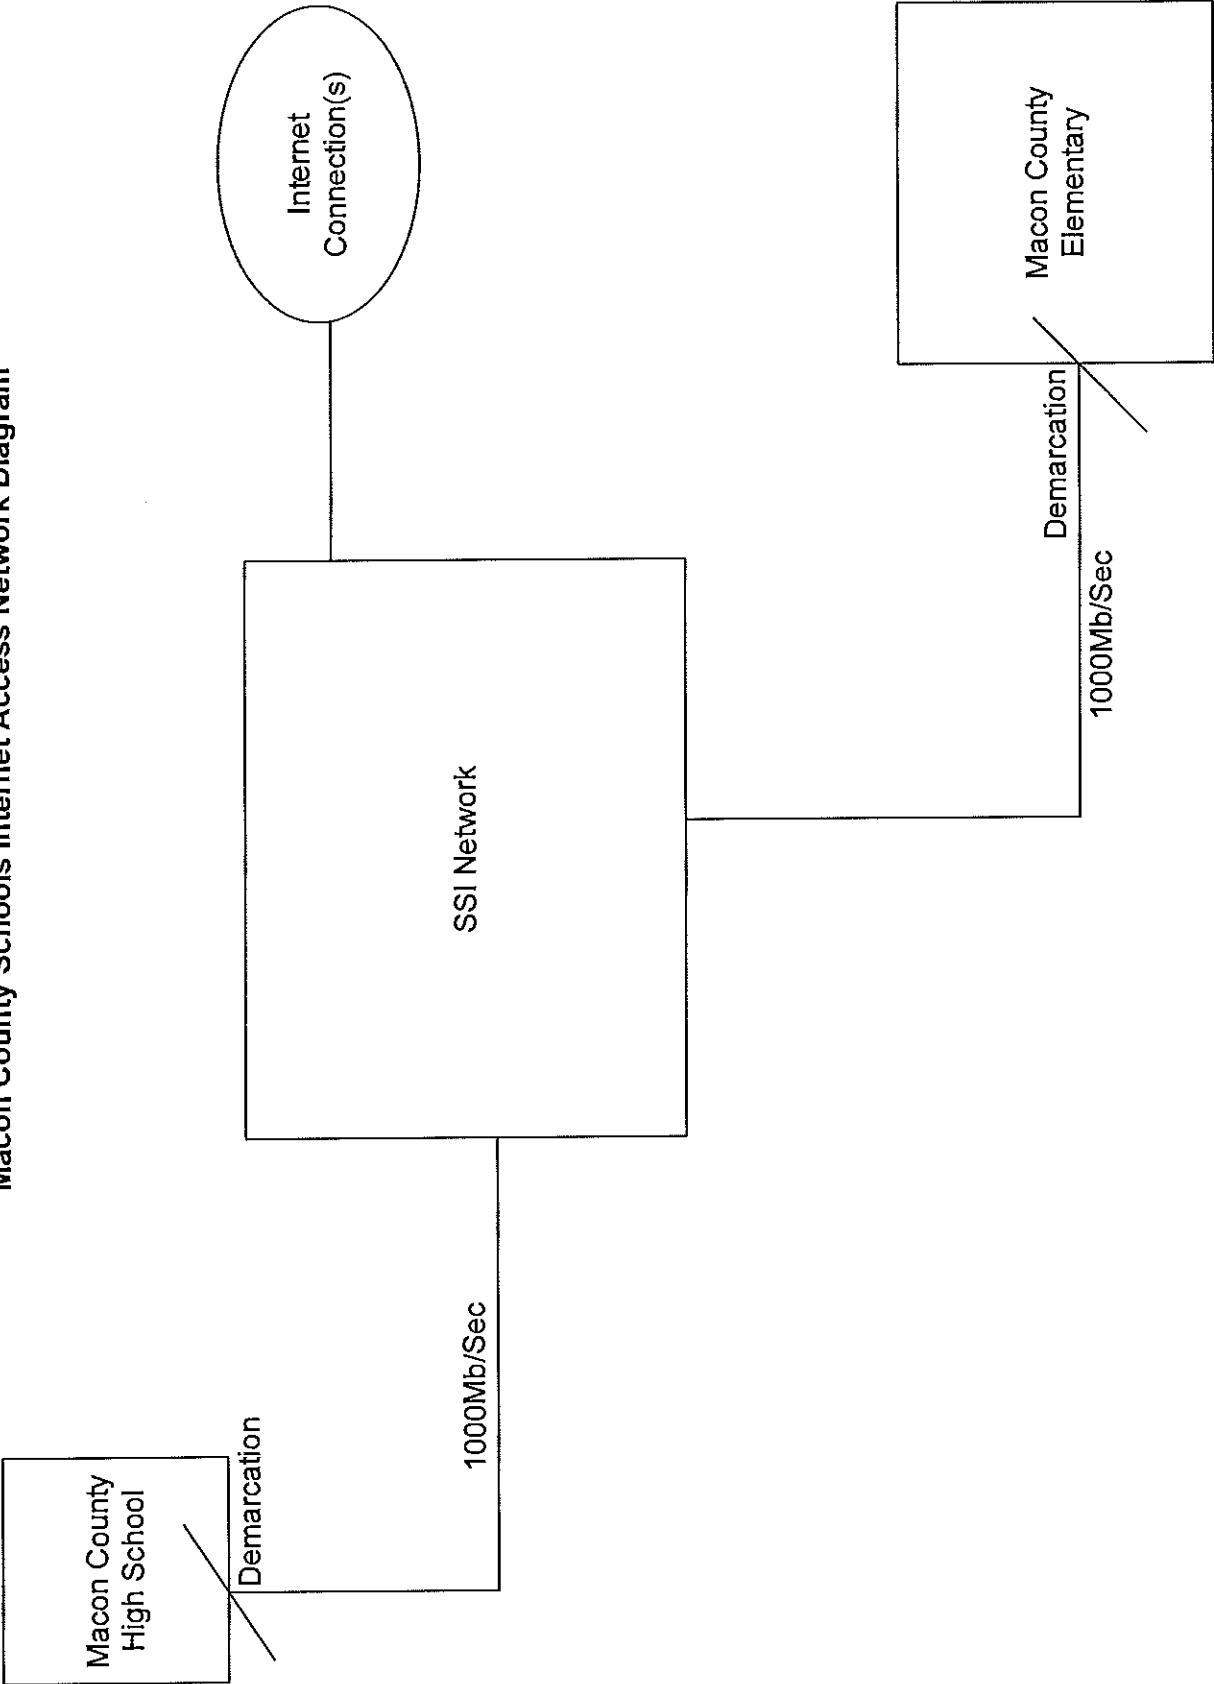 Macon County Schools Internet Access Network Diagram
Macon County
High School
Demarcation
1000Mb/Sec
SSI Network
Internet
Connection(s)
1000Mb/Sec
Demarcation
Macon County
Elementary